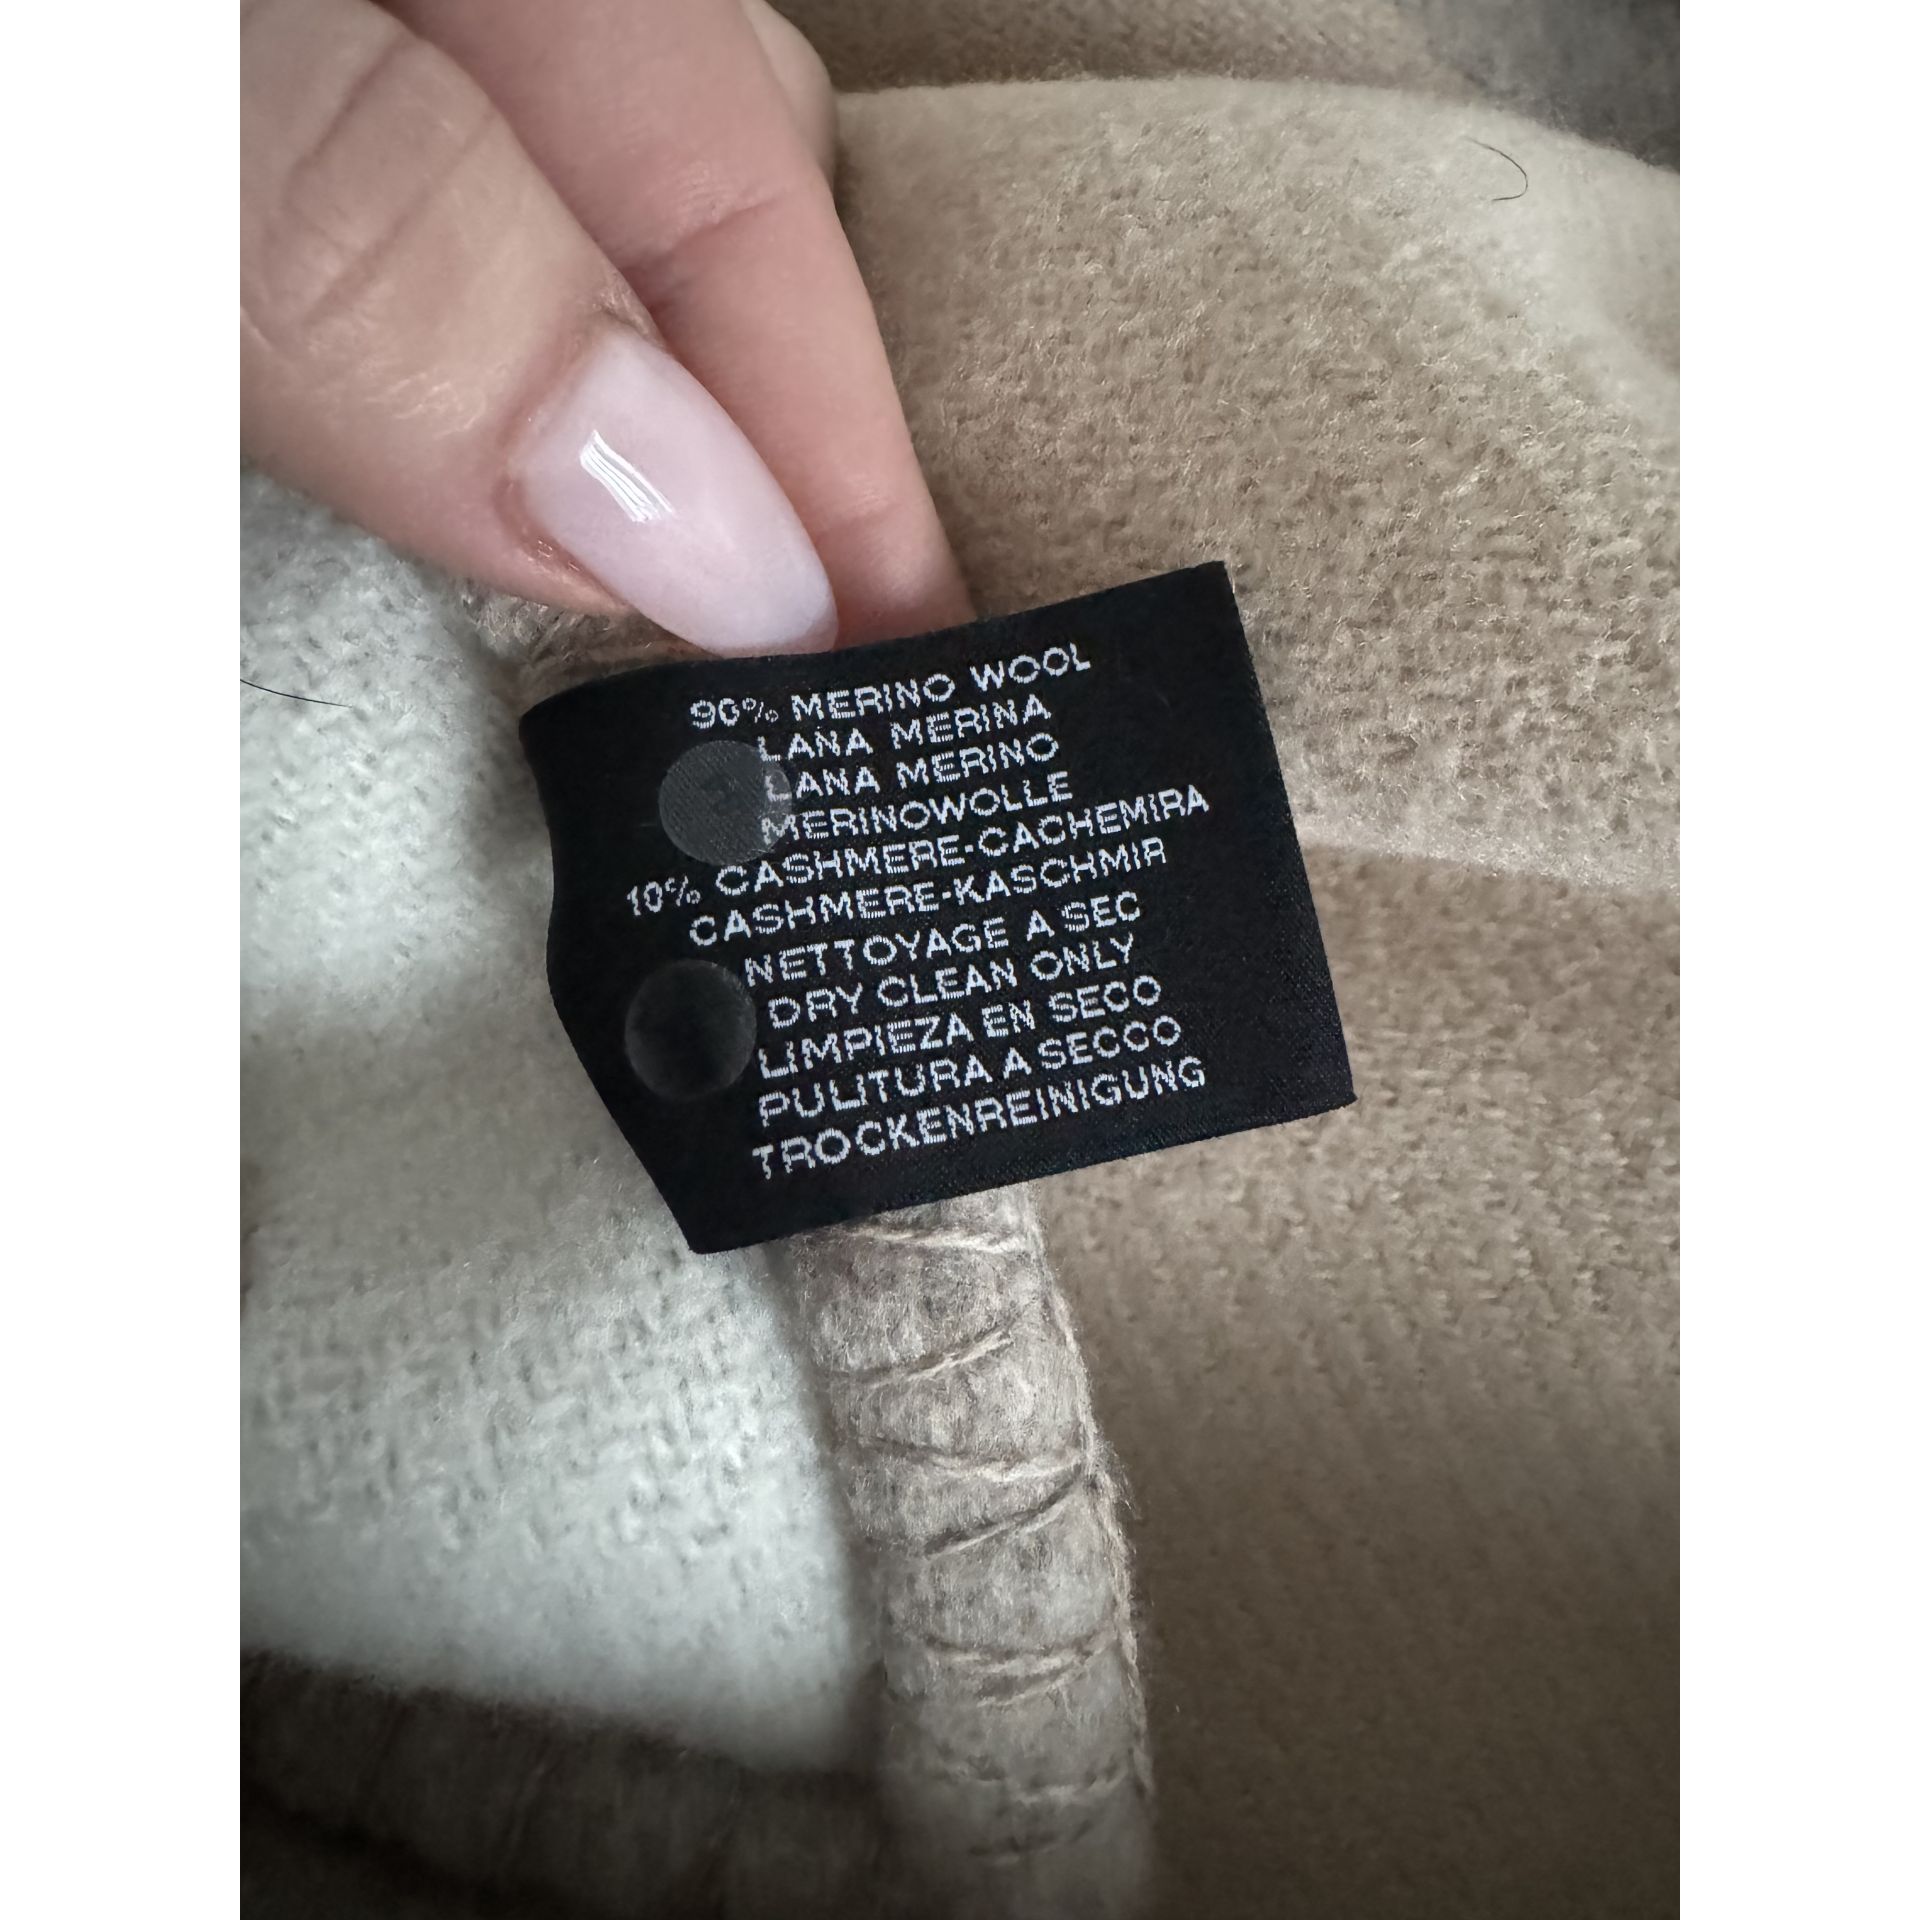 90% MERINO WOOL
LANA MERINA
LANA MERINO
MERINOWOLLE
10% CASHMERE-CACHEMIRA
CASHMERE-KASCHMIR
NETTOYAGE A SEC
DRY CLEAN ONLY
LIMPIEZA EN SECO
PULITURA A SECCO
TROCKENREINIGUNG